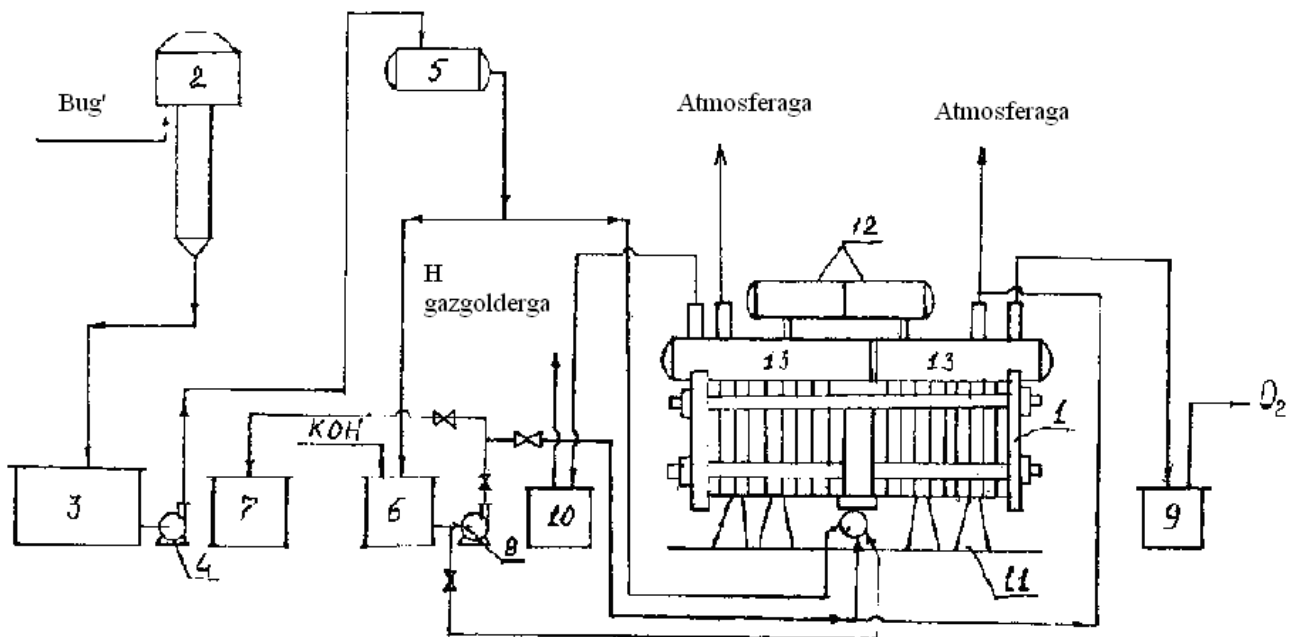 2
5
Bug'
Atmosferaga
Atmosferaga
12
H
gazgolderga
13
13
O₂
1
KOH
3
7
6
10
9
8
4
11